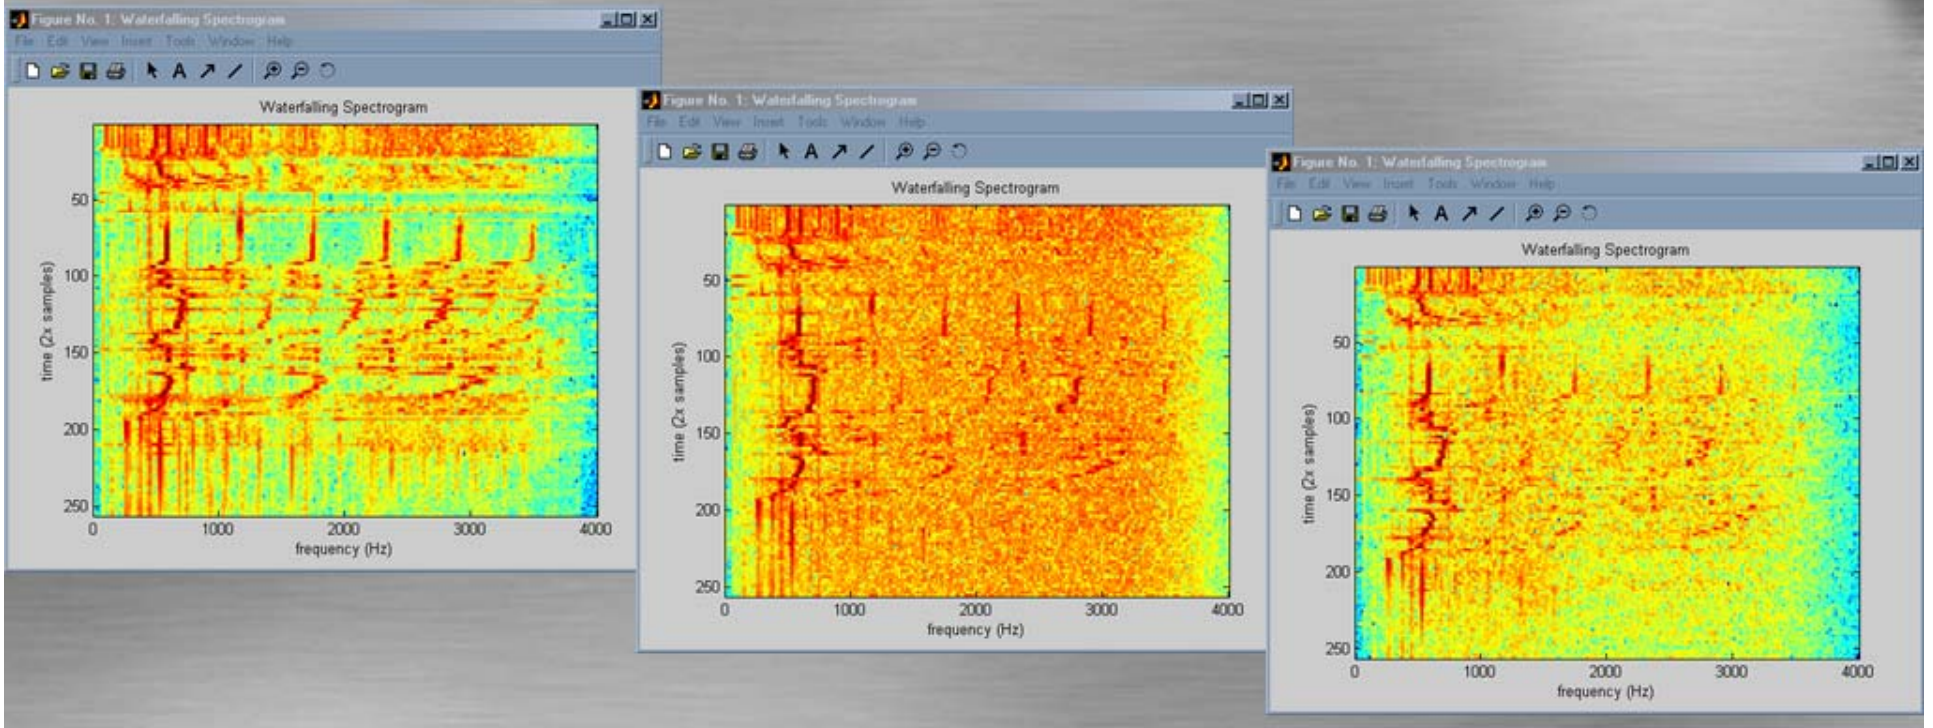 Figure No. 1: Waterfalling Spectrogram
File Edit View Insert Tools Window Help
A
Waterfalling Spectrogram
50
100
150
200
250
time (2x samples)
0 1000 2000 3000 4000
frequency (Hz)
Figure No. 1: Waterfalling Spectrogram
File Edit View Insert Tools Window Help
A
Waterfalling Spectrogram
50
100
150
200
250
time (2x samples)
0 1000 2000 3000 4000
frequency (Hz)
Figure No. 1: Waterfalling Spectrogram
File Edit View Insert Tools Window Help
A
Waterfalling Spectrogram
50
100
150
200
250
time (2x samples)
0 1000 2000 3000 4000
frequency (Hz)